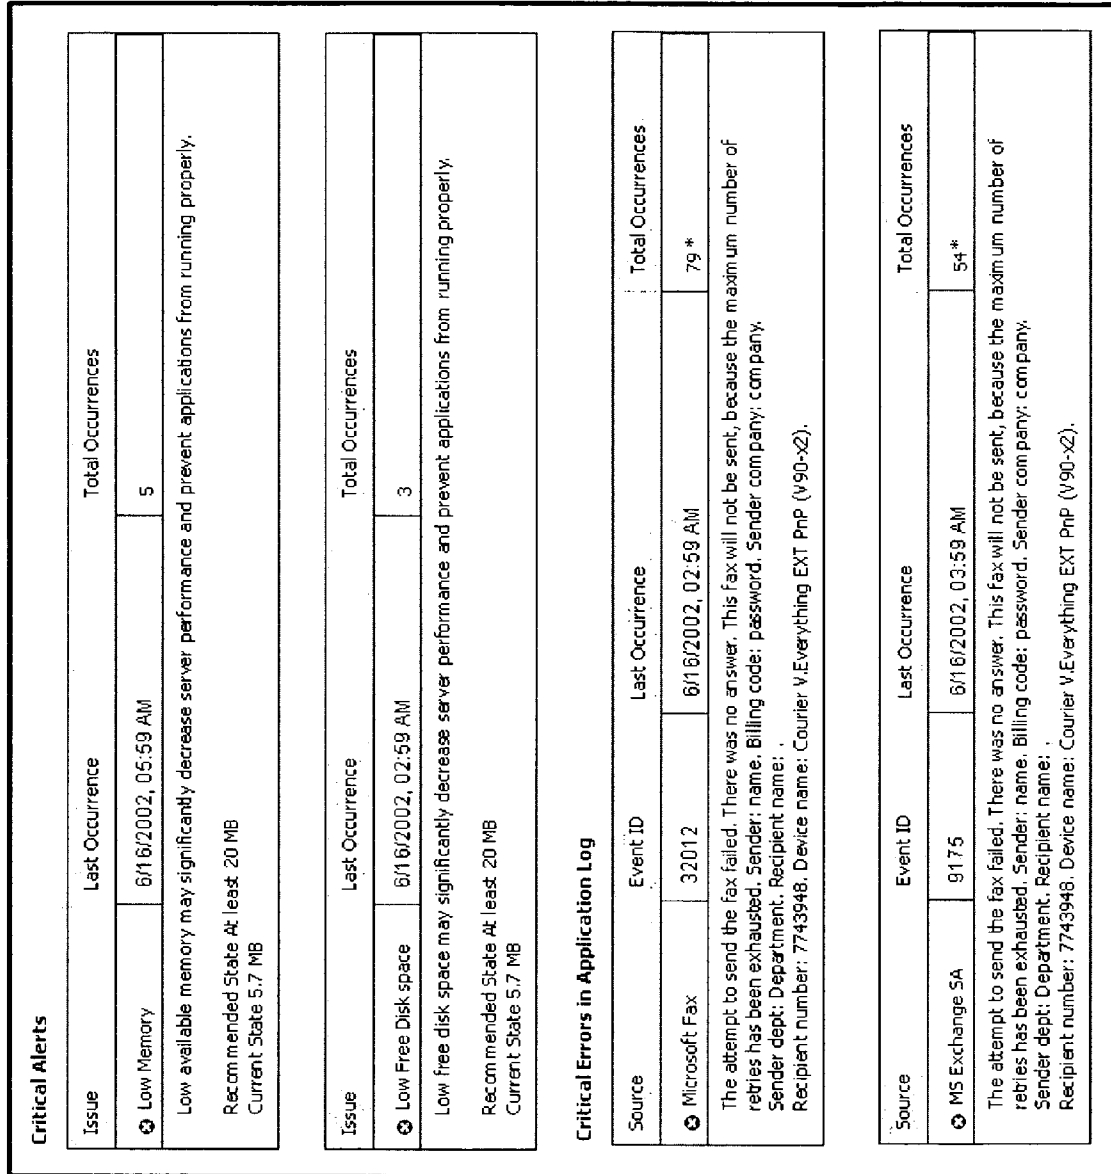 Critical Alerts
Issue Last Occurrence Total Occurrences
Low Memory 6/16/2002, 05:59 AM 5
Low available memory may significantly decrease server performance and prevent applications from running properly.
Recommended State At least 20 MB
Current State 5.7 MB
Issue Last Occurrence Total Occurrences
Low Free Disk space 6/16/2002, 02:59 AM 3
Low free disk space may significantly decrease server performance and prevent applications from running properly.
Recommended State At least 20 MB
Current State 5.7 MB
Critical Errors in Application Log
Source Event ID Last Occurrence Total Occurrences
Microsoft Fax 32012 6/16/2002, 02:59 AM 79 *
The attempt to send the fax failed. There was no answer. This fax will not be sent, because the maximum number of
retries has been exhausted. Sender: name. Billing code: password. Sender company: company.
Sender dept: Department. Recipient name: .
Recipient number: 7743948. Device name: Courier V.Everything EXT PnP (V90-x2).
Source Event ID Last Occurrence Total Occurrences
MS Exchange SA 9175 6/16/2002, 03:59 AM 54*
The attempt to send the fax failed. There was no answer. This fax will not be sent, because the maximum number of
retries has been exhausted. Sender: name. Billing code: password. Sender company: company.
Sender dept: Department. Recipient name: .
Recipient number: 7743948. Device name: Courier V.Everything EXT PnP (V90-x2).